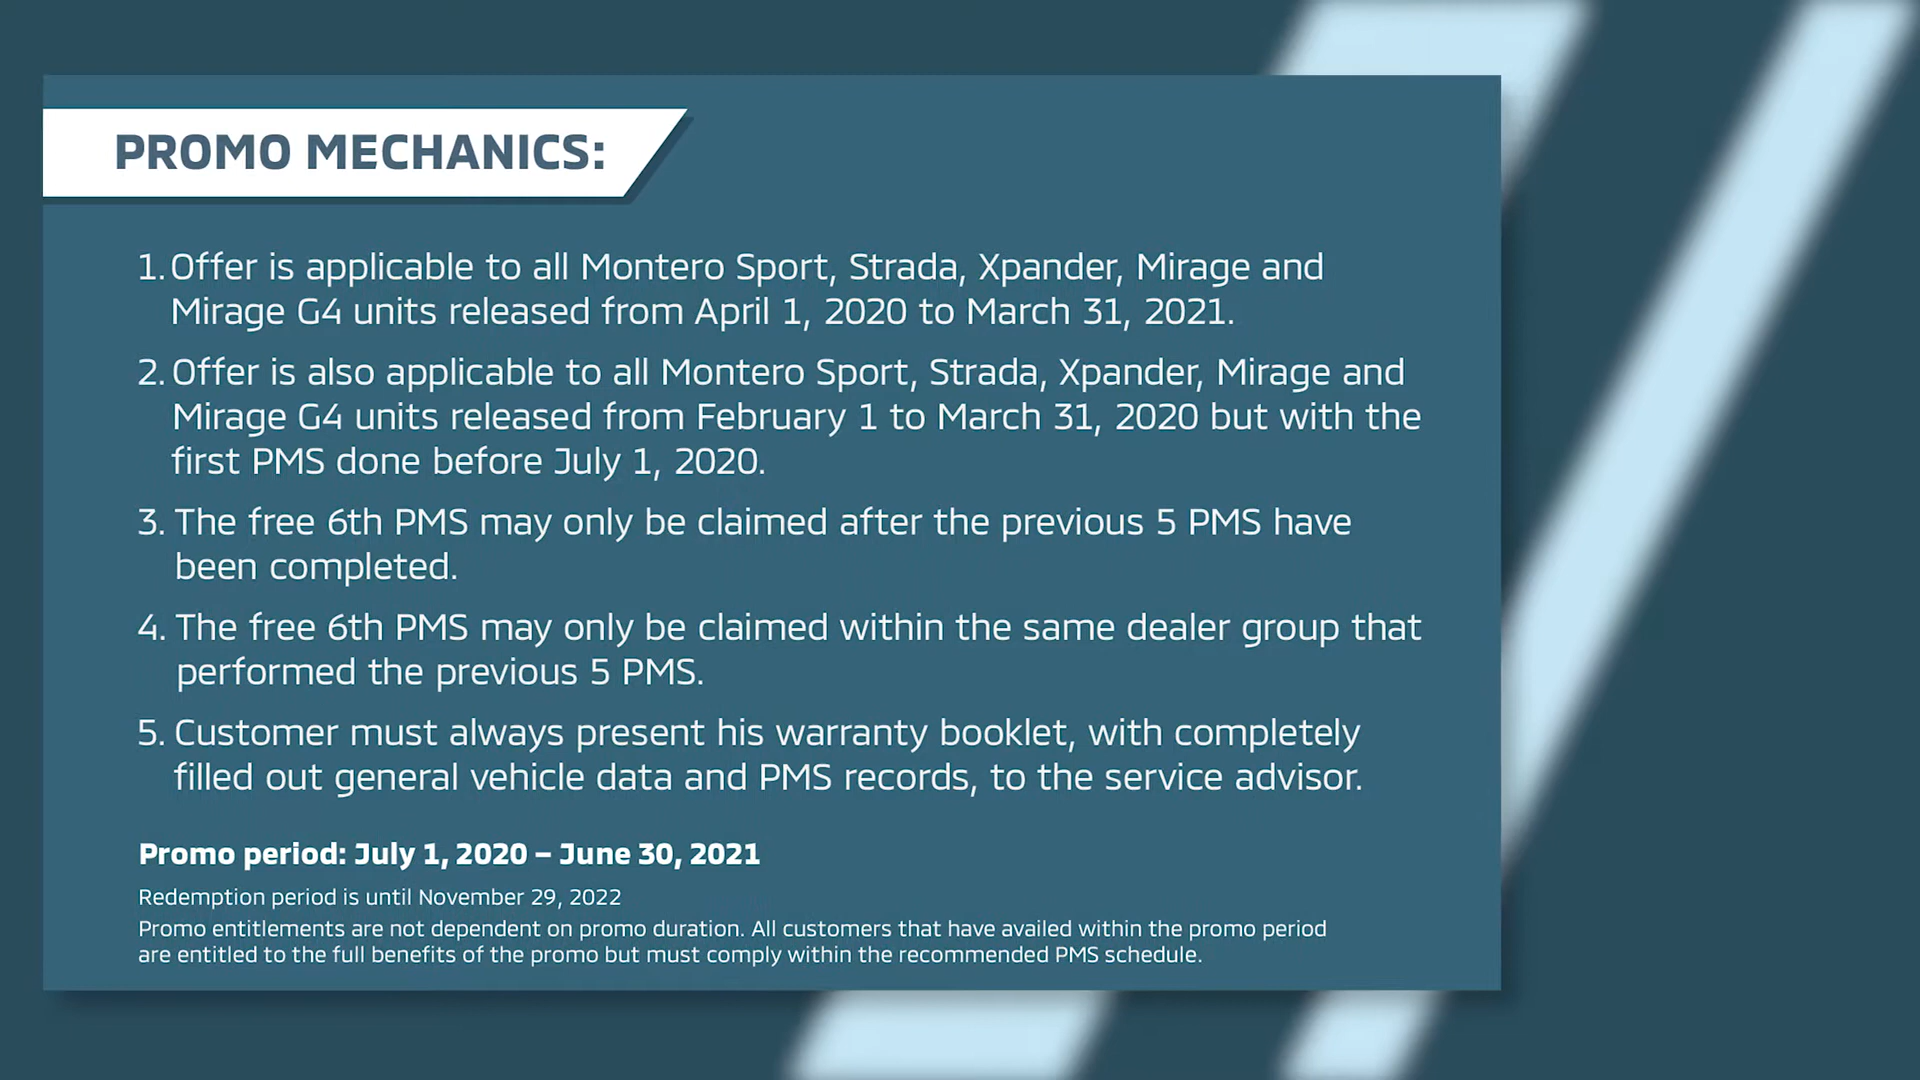 PROMO MECHANICS:
1. Offer is applicable to all Montero Sport, Strada, Xpander, Mirage and
Mirage G4 units released from April 1, 2020 to March 31, 2021.
2. Offer is also applicable to all Montero Sport, Strada, Xpander, Mirage and
Mirage G4 units released from February 1 to March 31, 2020 but with the
first PMS done before July 1, 2020.
3. The free 6th PMS may only be claimed after the previous 5 PMS have
been completed.
4. The free 6th PMS may only be claimed within the same dealer group that
performed the previous 5 PMS.
5. Customer must always present his warranty booklet, with completely
filled out general vehicle data and PMS records, to the service advisor.
Promo period: July 1, 2020 – June 30, 2021
Redemption period is until November 29, 2022
Promo entitlements are not dependent on promo duration. All customers that have availed within the promo period
are entitled to the full benefits of the promo but must comply within the recommended PMS schedule.